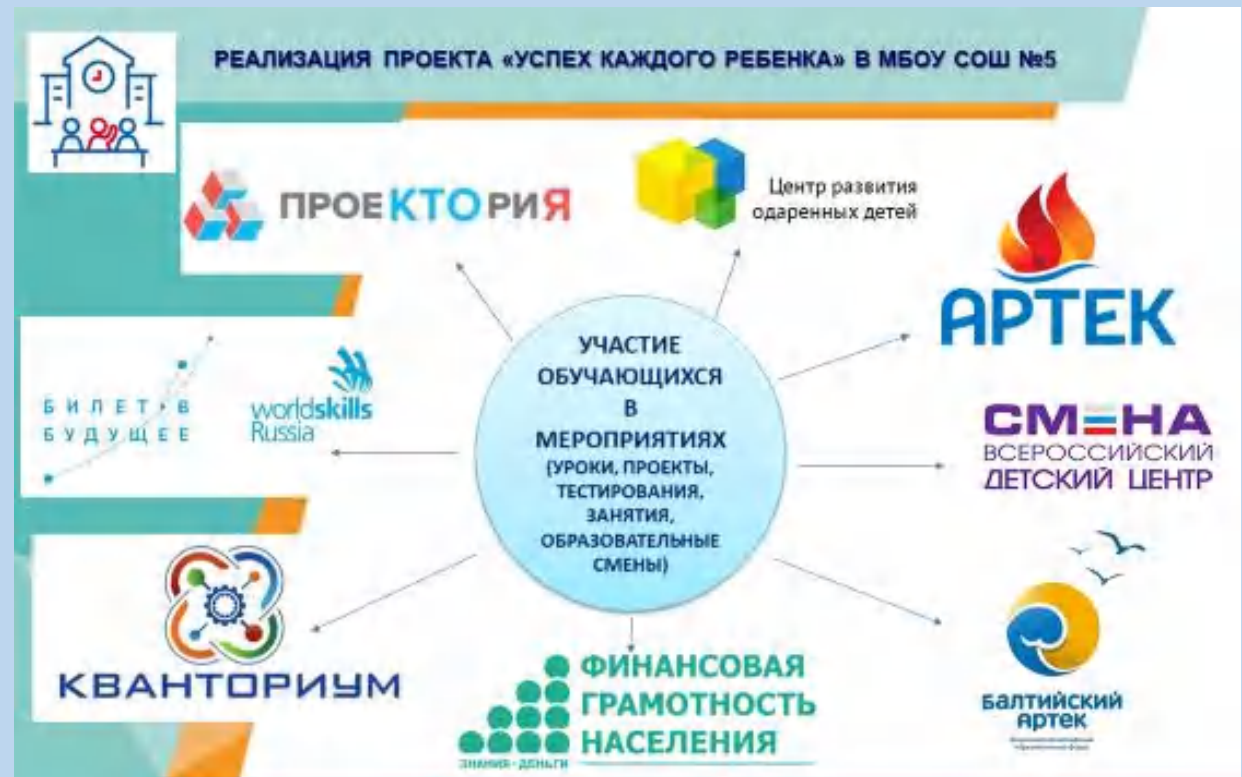 РЕАЛИЗАЦИЯ ПРОЕКТА «УСПЕХ КАЖДОГО РЕБЕНКА» В МБОУ СОШ №5
ПРОЕКТОРИЯ
Центр развития
одаренных детей
АРТЕК
УЧАСТИЕ
ОБУЧАЮЩИХСЯ
В
МЕРОПРИЯТИЯХ
(УРОКИ, ПРОЕКТЫ,
ТЕСТИРОВАНИЯ,
ЗАНЯТИЯ,
ОБРАЗОВАТЕЛЬНЫЕ
СМЕНЫ)
БИЛЕТ В
БУДУЩЕЕ
worldskills
Russia
СМЕНА
ВСЕРОССИЙСКИЙ
ДЕТСКИЙ ЦЕНТР
КВАНТОРИУМ
ФИНАНСОВАЯ
ГРАМОТНОСТЬ
НАСЕЛЕНИЯ
ЗНАНИЯ - ДЕНЬГИ
БАЛТИЙСКИЙ
АРТЕК